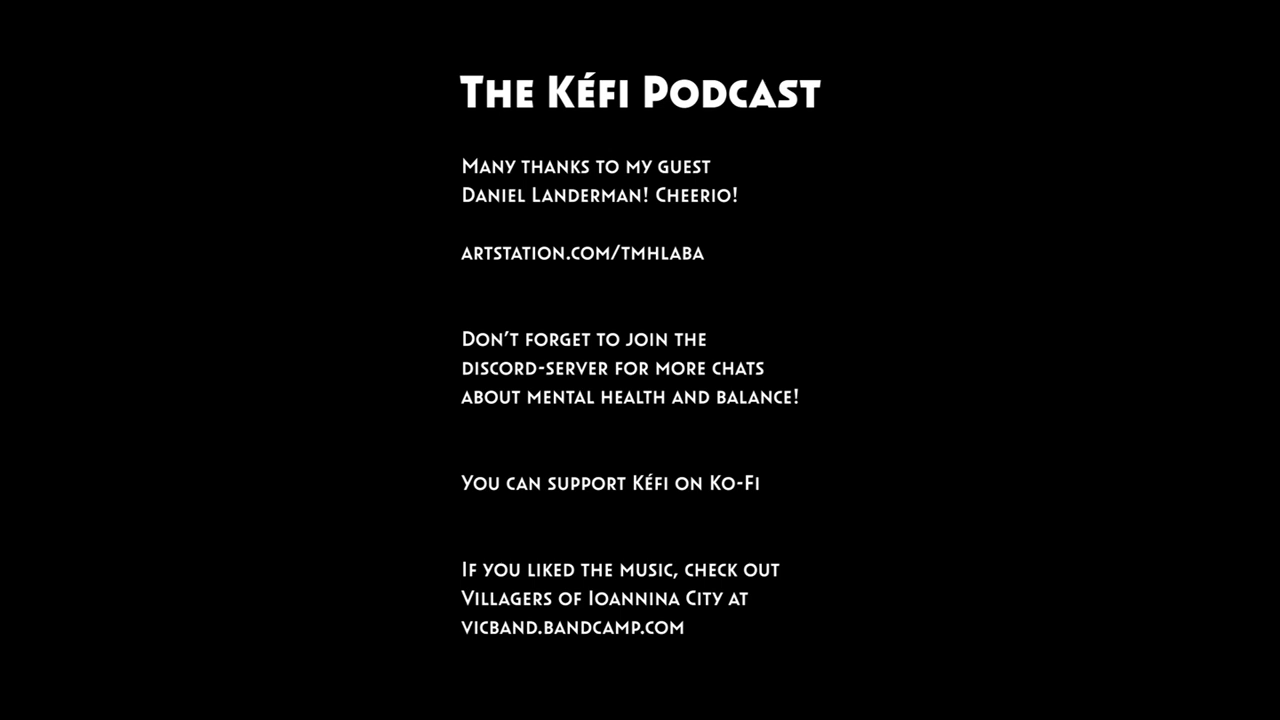 The Kéfi Podcast
Many thanks to my guest
Daniel Landerman! Cheerio!
artstation.com/tmhlaba
Don't forget to join the
discord-server for more chats
about mental health and balance!
You can support Kéfi on Ko-Fi
If you liked the music, check out
Villagers of Ioannina City at
vicband.bandcamp.com